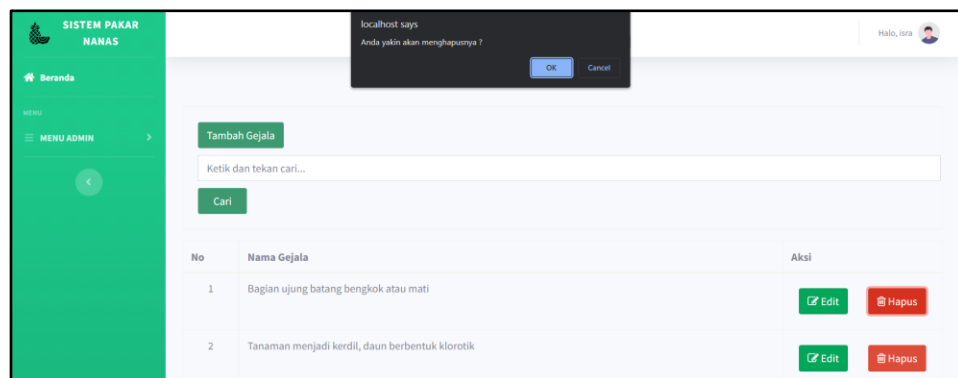 SISTEM PAKAR
NANAS
localhost says
Anda yakin akan menghapusnya ?
OK
Cancel
Halo, isra
Beranda
MENU
MENU ADMIN
Tambah Gejala
Ketik dan tekan cari...
Cari
No
Nama Gejala
Aksi
1
Bagian ujung batang bengkok atau mati
Edit
Hapus
2
Tanaman menjadi kerdil, daun berbentuk klorotik
Edit
Hapus